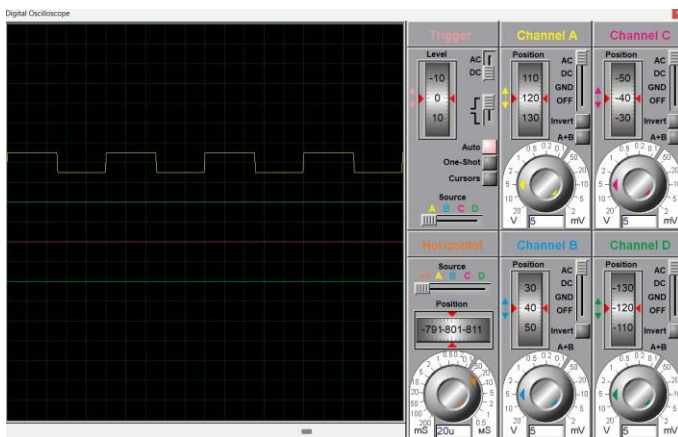 Digital Oscilloscope
Trigger
Level
AC
DC
-10
0
10
Auto
One-Shot
Cursors
Source
A B C D
Channel A
Position
AC
DC
GND
OFF
110
120
130
Invert
A+B
V 5 mV
Channel C
Position
AC
DC
GND
OFF
-50
-40
-30
Invert
A+B
V 5 mV
Horizontal
Source
A B C D
Position
-791-801-811
mS 20u µS
Channel B
Position
AC
DC
GND
OFF
30
40
50
Invert
A+B
V 5 mV
Channel D
Position
AC
DC
GND
OFF
-130
-120
-110
Invert
A+B
V 5 mV